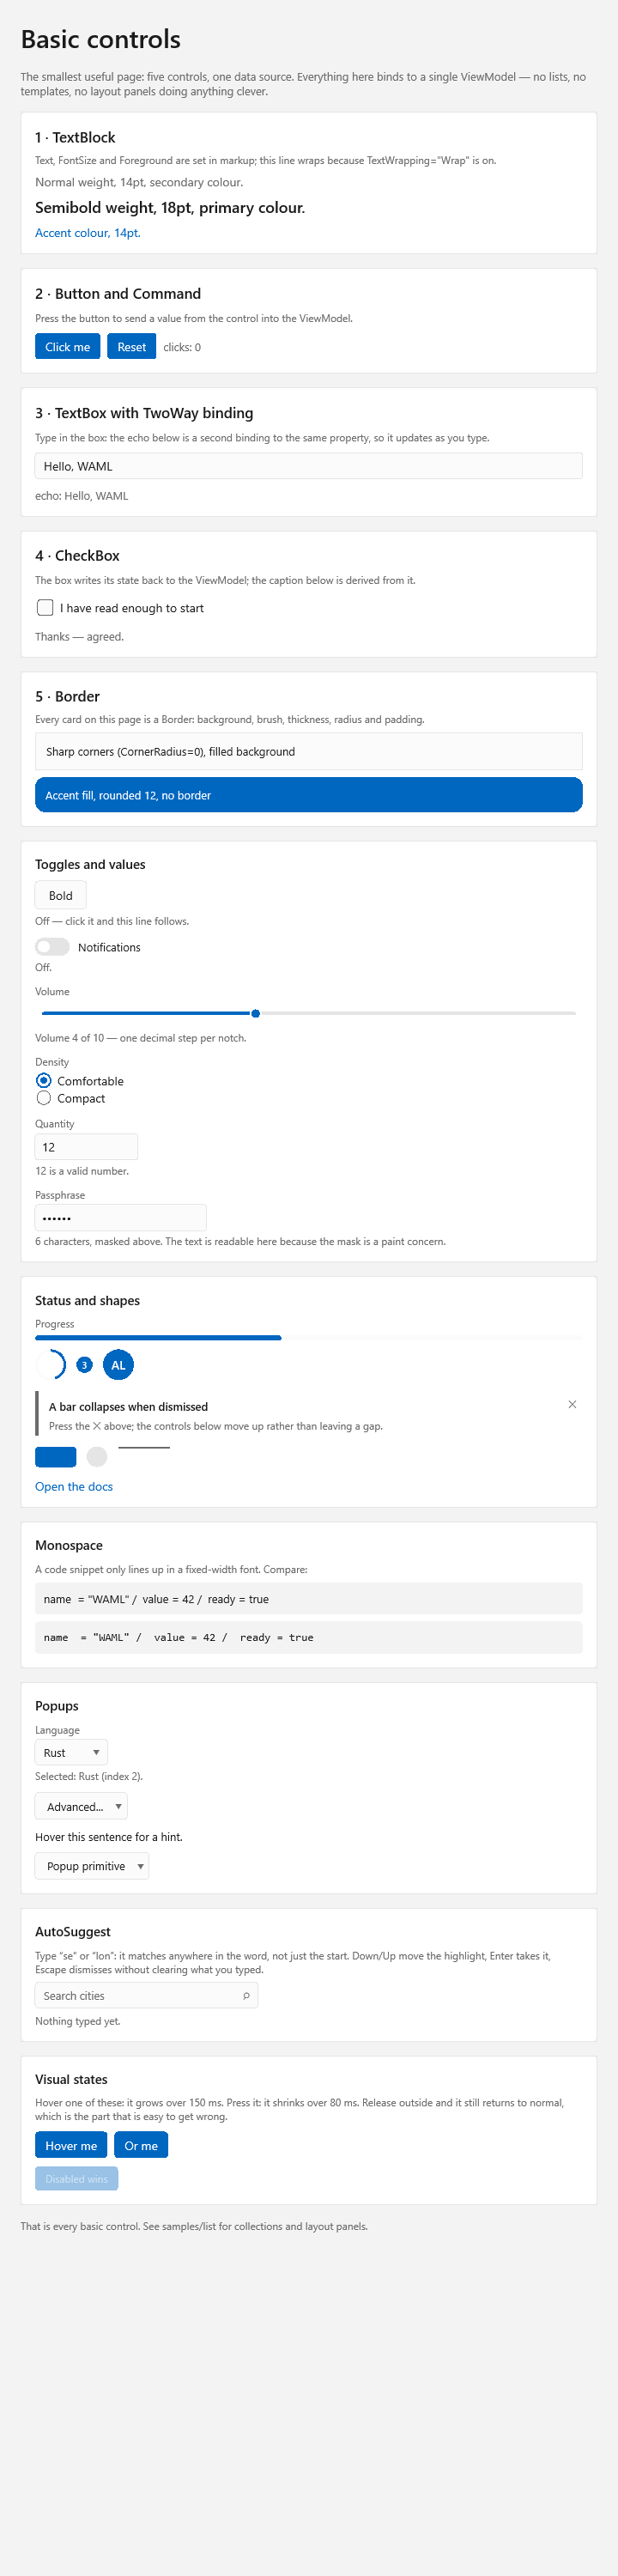 Basic controls
The smallest useful page: five controls, one data source. Everything here binds to a single ViewModel — no lists, no
templates, no layout panels doing anything clever.
1 · TextBlock
Text, FontSize and Foreground are set in markup; this line wraps because TextWrapping="Wrap" is on.
Normal weight, 14pt, secondary colour.
Semibold weight, 18pt, primary colour.
Accent colour, 14pt.
2 · Button and Command
Press the button to send a value from the control into the ViewModel.
Click me Reset clicks: 0
3 · TextBox with TwoWay binding
Type in the box: the echo below is a second binding to the same property, so it updates as you type.
Hello, WAML
echo: Hello, WAML
4 · CheckBox
The box writes its state back to the ViewModel; the caption below is derived from it.
I have read enough to start
Thanks — agreed.
5 · Border
Every card on this page is a Border: background, brush, thickness, radius and padding.
Sharp corners (CornerRadius=0), filled background
Accent fill, rounded 12, no border
Toggles and values
Bold
Off — click it and this line follows.
Notifications
Off.
Volume
Volume 4 of 10 — one decimal step per notch.
Density
Comfortable
Compact
Quantity
12
12 is a valid number.
Passphrase
••••••
6 characters, masked above. The text is readable here because the mask is a paint concern.
Status and shapes
Progress
3 AL
A bar collapses when dismissed
Press the ✕ above; the controls below move up rather than leaving a gap.
Open the docs
Monospace
A code snippet only lines up in a fixed-width font. Compare:
name  = "WAML" /  value = 42 /  ready = true
name  = "WAML" /  value = 42 /  ready = true
Popups
Language
Rust
Selected: Rust (index 2).
Advanced...
Hover this sentence for a hint.
Popup primitive
AutoSuggest
Type “se” or “lon”: it matches anywhere in the word, not just the start. Down/Up move the highlight, Enter takes it,
Escape dismisses without clearing what you typed.
Search cities
Nothing typed yet.
Visual states
Hover one of these: it grows over 150 ms. Press it: it shrinks over 80 ms. Release outside and it still returns to normal,
which is the part that is easy to get wrong.
Hover me Or me
Disabled wins
That is every basic control. See samples/list for collections and layout panels.